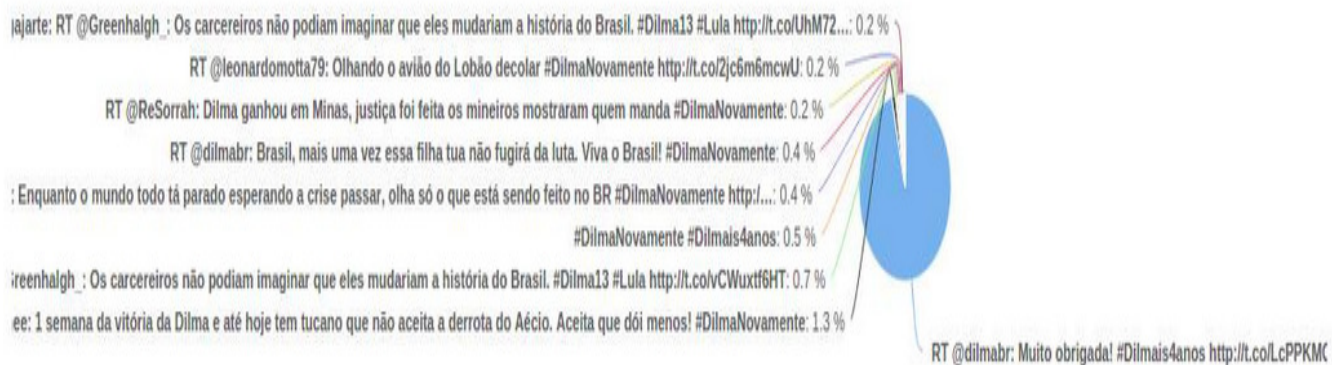 ajarte: RT @Greenhalgh_: Os carcereiros não podiam imaginar que eles mudariam a história do Brasil. #Dilma13 #Lula http://t.co/UhM72...: 0.2 %
RT @leonardomotta79: Olhando o avião do Lobão decolar #DilmaNovamente http://t.co/2jc6m6mcwU: 0.2 %
RT @ReSorrah: Dilma ganhou em Minas, justiça foi feita os mineiros mostraram quem manda #DilmaNovamente: 0.2 %
RT @dilmabr: Brasil, mais uma vez essa filha tua não fugirá da luta. Viva o Brasil! #DilmaNovamente: 0.4 %
: Enquanto o mundo todo tá parado esperando a crise passar, olha só o que está sendo feito no BR #DilmaNovamente http:/...: 0.4 %
#DilmaNovamente #Dilmais4anos: 0.5 %
reenhalgh_: Os carcereiros não podiam imaginar que eles mudariam a história do Brasil. #Dilma13 #Lula http://t.co/vCWuxtf6HT: 0.7 %
ee: 1 semana da vitória da Dilma e até hoje tem tucano que não aceita a derrota do Aécio. Aceita que dói menos! #DilmaNovamente: 1.3 %
RT @dilmabr: Muito obrigada! #Dilmais4anos http://t.co/LcPPKM